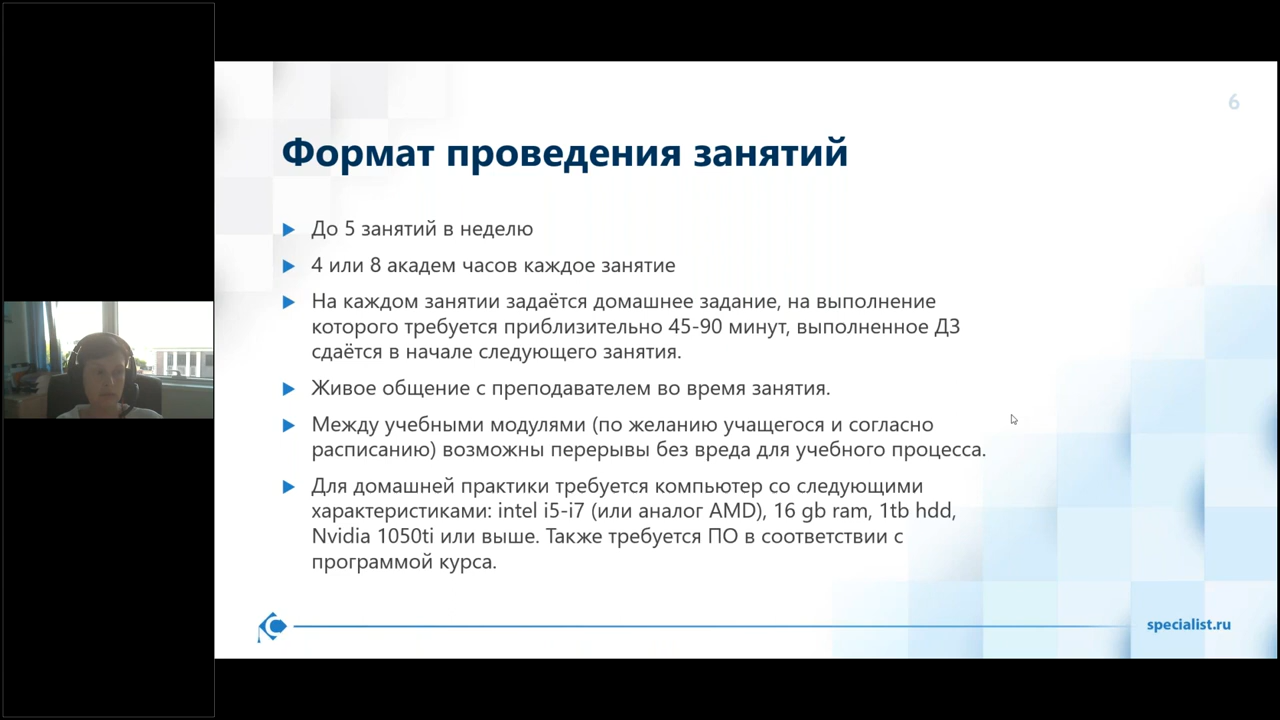 6
Формат проведения занятий
До 5 занятий в неделю
4 или 8 академ часов каждое занятие
На каждом занятии задаётся домашнее задание, на выполнение
которого требуется приблизительно 45-90 минут, выполненное ДЗ
сдаётся в начале следующего занятия.
Живое общение с преподавателем во время занятия.
Между учебными модулями (по желанию учащегося и согласно
расписанию) возможны перерывы без вреда для учебного процесса.
Для домашней практики требуется компьютер со следующими
характеристиками: intel i5-i7 (или аналог AMD), 16 gb ram, 1tb hdd,
Nvidia 1050ti или выше. Также требуется ПО в соответствии с
программой курса.
specialist.ru